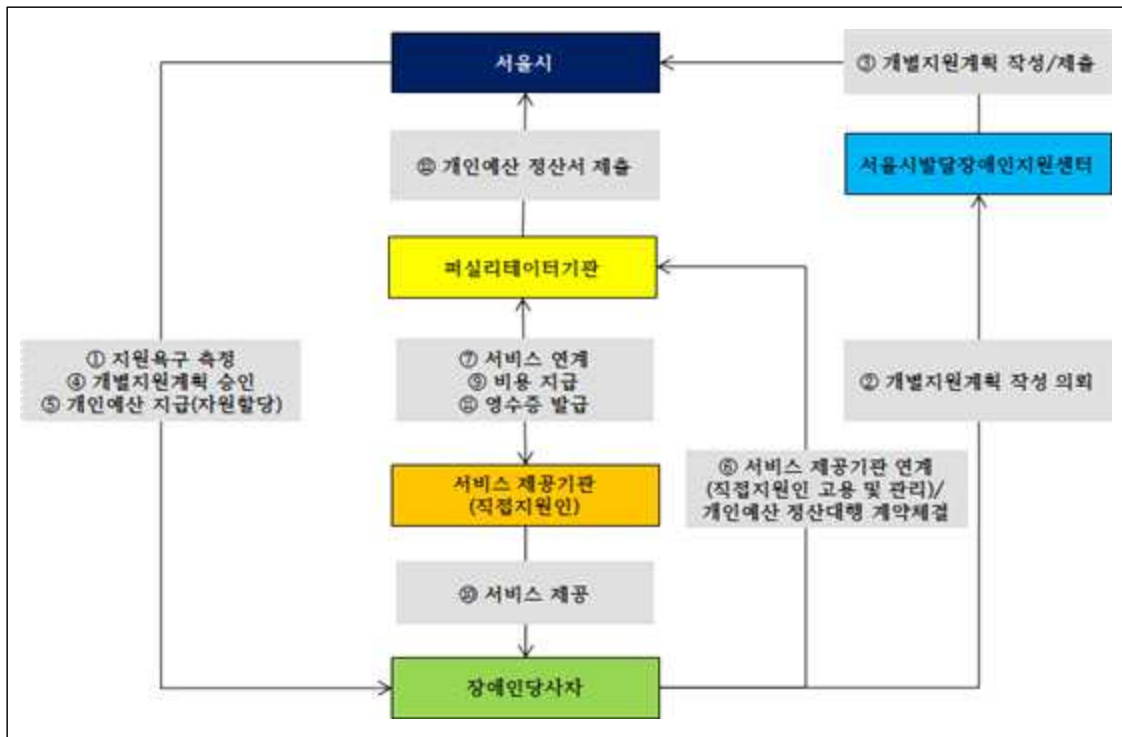 서울시
③ 개별지원계획 작성/제출
⑫ 개인예산 정산서 제출
서울시발달장애인지원센터
퍼실리테이터기관
① 지원욕구 측정
④ 개별지원계획 승인
⑤ 개인예산 지급(자원할당)
⑦ 서비스 연계
⑨ 비용 지급
⑪ 영수증 발급
② 개별지원계획 작성 의뢰
서비스 제공기관
(직접지원인)
⑥ 서비스 제공기관 연계
(직접지원인 고용 및 관리)/
개인예산 정산대행 계약체결
⑩ 서비스 제공
장애인당사자